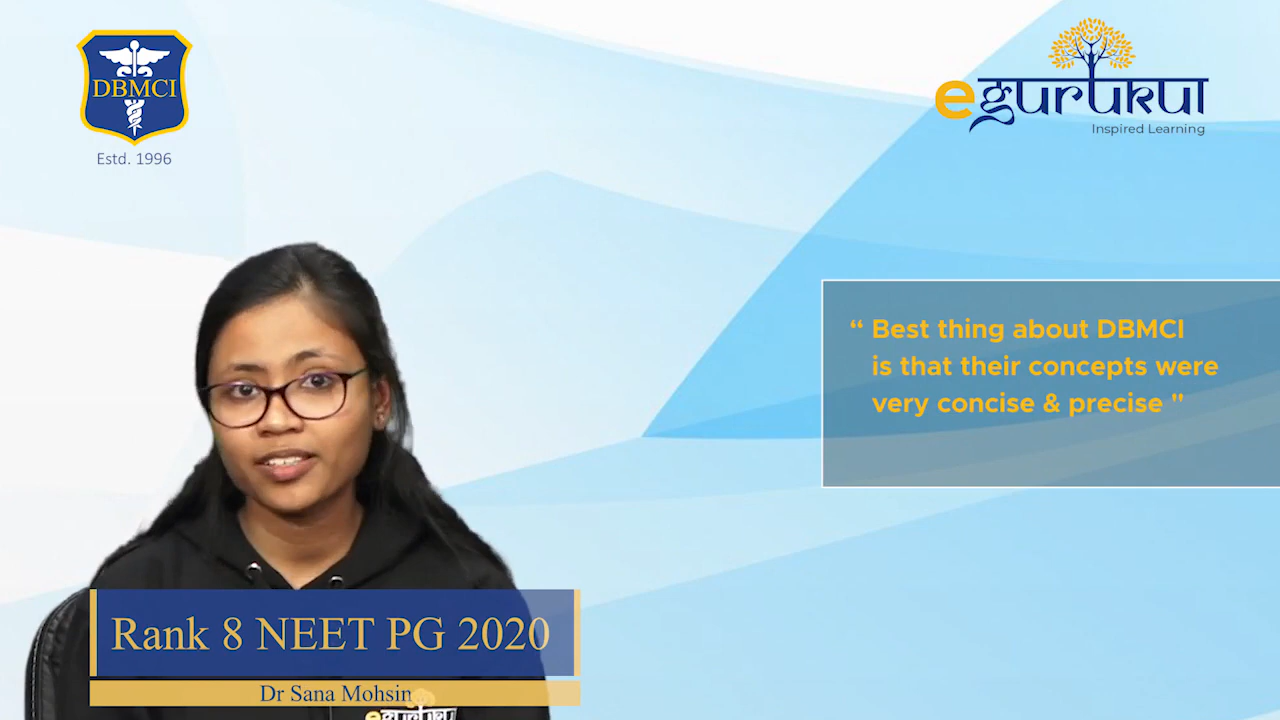 DBMCI
Estd. 1996
egurukul
Inspired Learning
“ Best thing about DBMCI
is that their concepts were
very concise & precise "
Rank 8 NEET PG 2020
Dr Sana Mohsin
egurukul